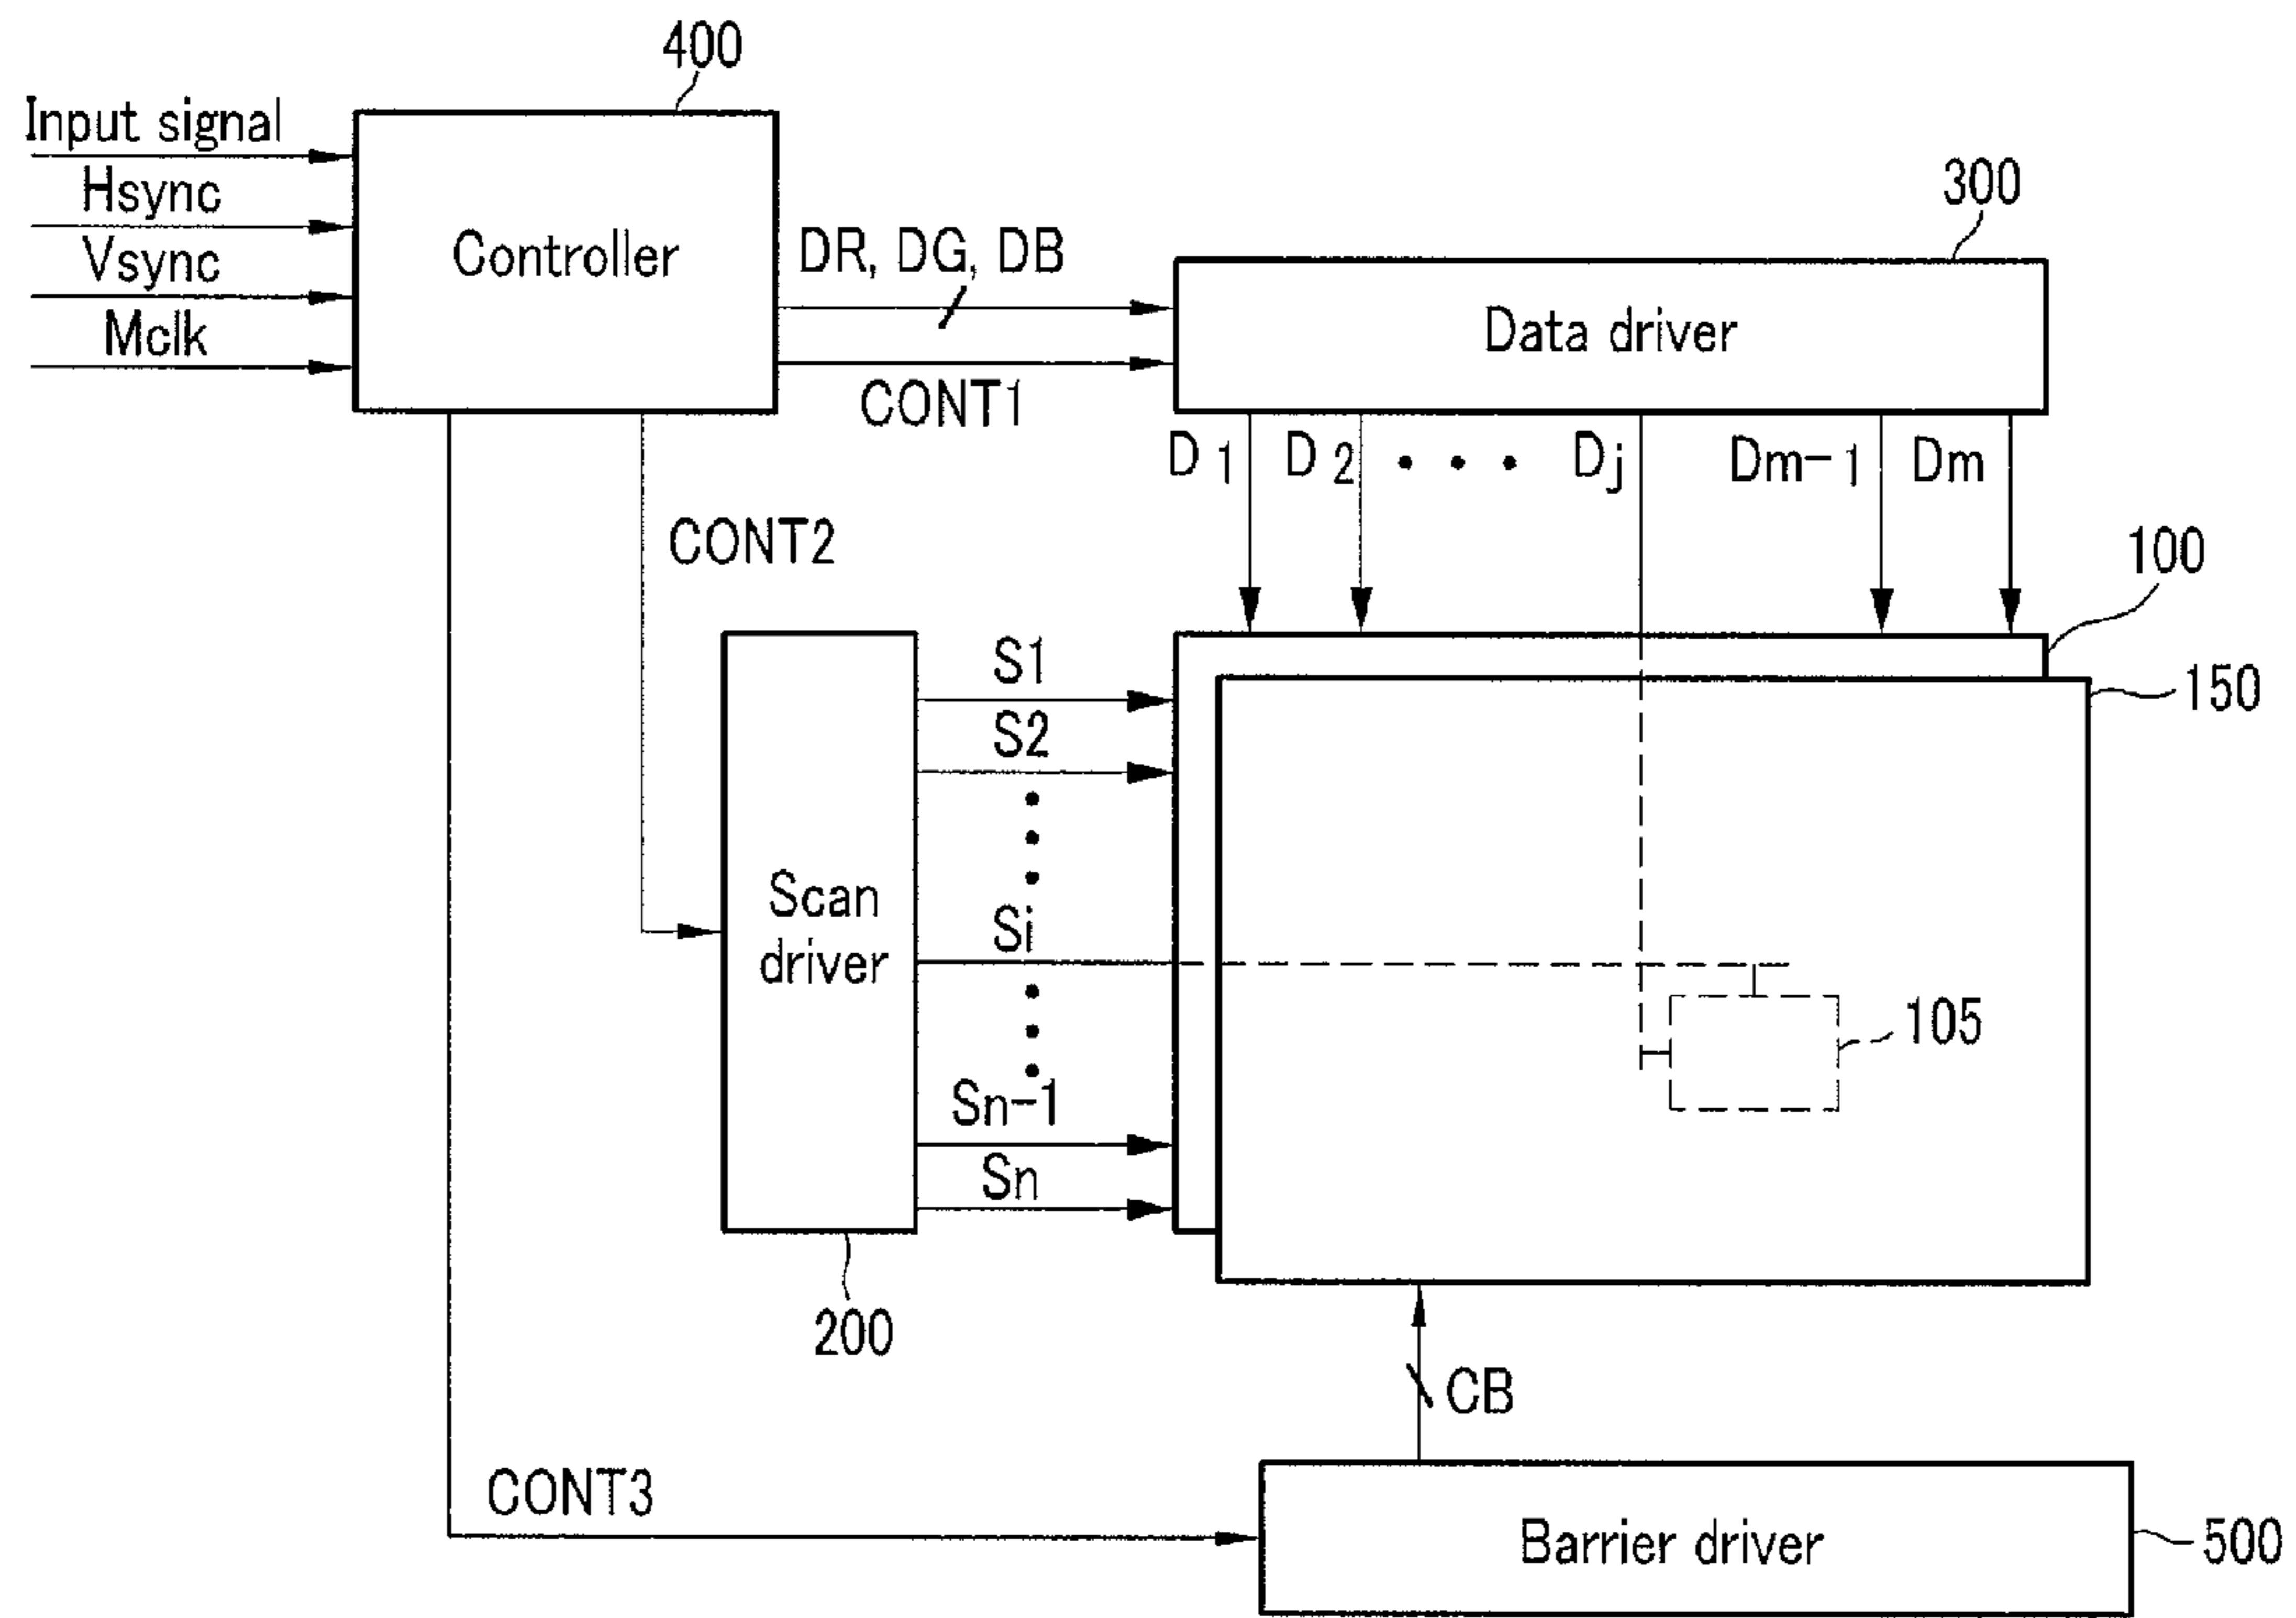 400
Input signal
Hsync
Vsync
Mclk
Controller
DR, DG, DB
CONT1
300
Data driver
D1 D2 • • • Dj Dm-1 Dm
CONT2
100
150
Scan
driver
S1
S2
Si
Sn-1
Sn
105
200
CB
CONT3
Barrier driver
500